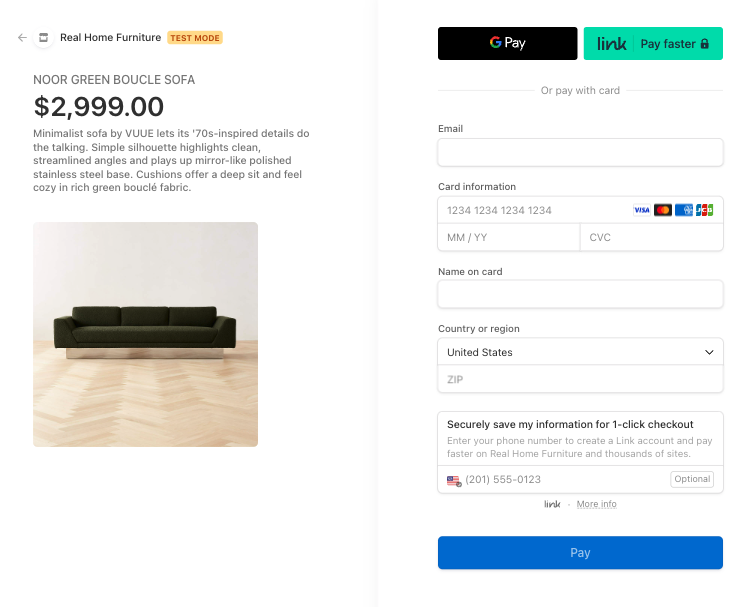 Real Home Furniture TEST MODE
NOOR GREEN BOUCLE SOFA
$2,999.00
Minimalist sofa by VUUE lets its '70s-inspired details do
the talking. Simple silhouette highlights clean,
streamlined angles and plays up mirror-like polished
stainless steel base. Cushions offer a deep sit and feel
cozy in rich green bouclé fabric.
G Pay
link Pay faster
Or pay with card
Email
Card information
1234 1234 1234 1234 VISA JCB
MM / YY CVC
Name on card
Country or region
United States
ZIP
Securely save my information for 1-click checkout
Enter your phone number to create a Link account and pay
faster on Real Home Furniture and thousands of sites.
(201) 555-0123 Optional
link · More info
Pay